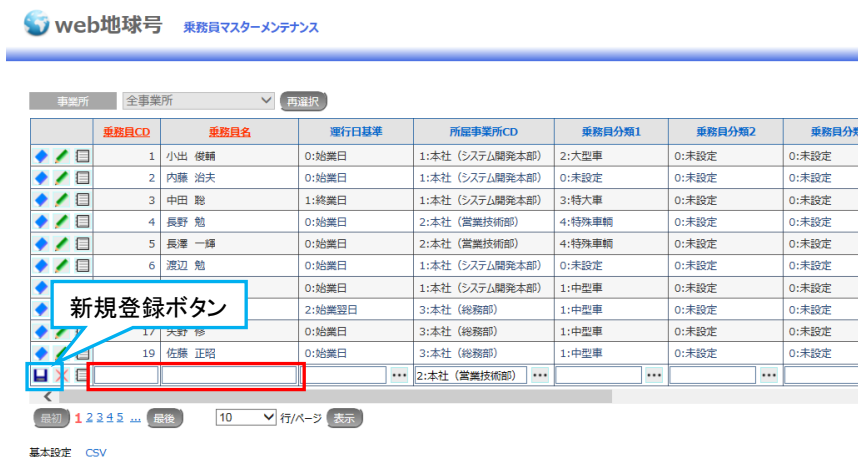 web地球号 乗務員マスターメンテナンス
事業所 全事業所 再選択
乗務員CD 乗務員名 運行日基準 所属事業所CD 乗務員分類1 乗務員分類2 乗務員分類
1 小出 俊輔 0:始業日 1:本社（システム開発本部） 2:大型車 0:未設定 0:未設定
2 内藤 治夫 0:始業日 1:本社（システム開発本部） 0:未設定 0:未設定 0:未設定
3 中田 聡 1:終業日 1:本社（システム開発本部） 3:特大車 0:未設定 0:未設定
4 長野 勉 0:始業日 2:本社（営業技術部） 4:特殊車輌 0:未設定 0:未設定
5 長澤 一輝 0:始業日 2:本社（営業技術部） 4:特殊車輌 0:未設定 0:未設定
6 渡辺 勉 0:始業日 1:本社（システム開発本部） 0:未設定 0:未設定 0:未設定
0:始業日 1:本社（システム開発本部） 1:中型車 0:未設定 0:未設定
新規登録ボタン
2:始業翌日 3:本社（総務部） 1:中型車 0:未設定 0:未設定
17 矢野 修 0:始業日 3:本社（総務部） 1:中型車 0:未設定 0:未設定
19 佐藤 正昭 0:始業日 3:本社（総務部） 1:中型車 0:未設定 0:未設定
... 2:本社（営業技術部） ... ... ...
最初 1 2 3 4 5 ... 最後 10 行/ページ 表示
基本設定 CSV